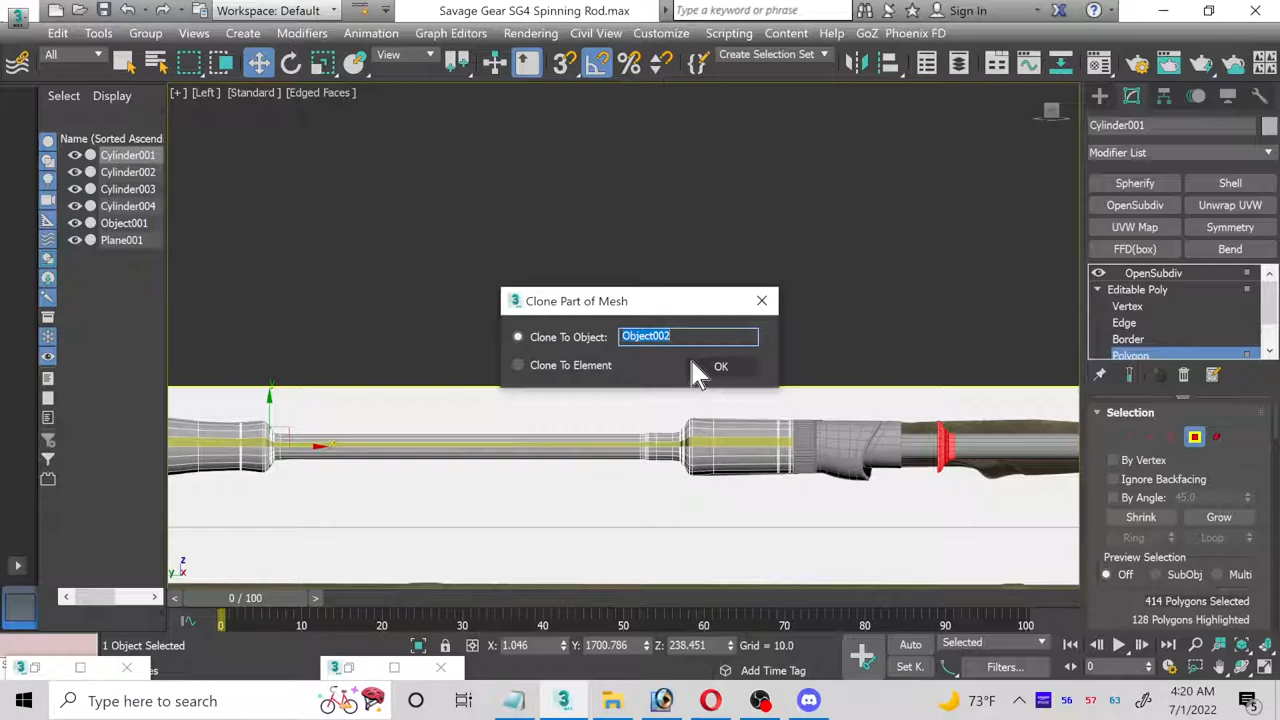 3 MAX
Workspace: Default
Savage Gear SG4 Spinning Rod.max
Type a keyword or phrase
Sign In
Edit Tools Group Views Create Modifiers Animation Graph Editors Rendering Civil View Customize Scripting Content Help GoZ Phoenix FD
All
View
Create Selection Set
Select Display
[+] [Left] [Standard] [Edged Faces]
Name (Sorted Ascend
Cylinder001
Cylinder002
Cylinder003
Cylinder004
Object001
Plane001
Clone Part of Mesh
Clone To Object:
Object002
Clone To Element
OK
Cylinder001
Modifier List
Spherify Shell
OpenSubdiv Unwrap UVW
UVW Map Symmetry
FFD(box) Bend
OpenSubdiv
Editable Poly
Vertex
Edge
Border
Polygon
Selection
By Vertex
Ignore Backfacing
By Angle: 45.0
Shrink Grow
Ring Loop
Preview Selection
Off SubObj Multi
414 Polygons Selected
128 Polygons Highlighted
y x
z
y x
0 / 100
0 10 20 30 40 50 60 70 80 90 100
1 Object Selected
X: 1.046 Y: 1700.786 Z: 238.451 Grid = 10.0
Auto Selected
Add Time Tag
Set K. Filters... 0
Type here to search
73°F
56 57 63
4:20 AM
7/1/2022
5